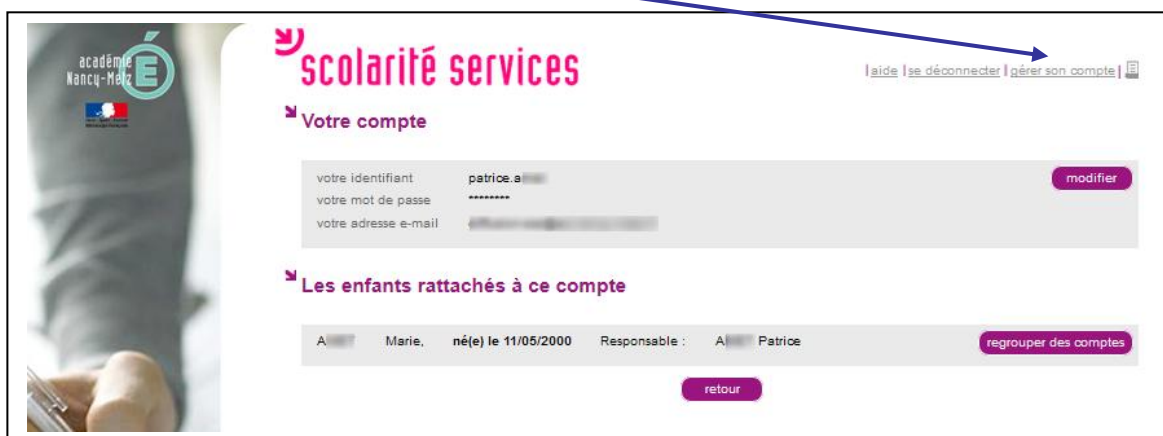 académie
Nancy-Metz
scolarité services
| aide | se déconnecter | gérer son compte |
Votre compte
votre identifiant patrice.a
modifier
votre mot de passe ********
votre adresse e-mail
Les enfants rattachés à ce compte
A Marie, né(e) le 11/05/2000 Responsable : A Patrice
regrouper des comptes
retour